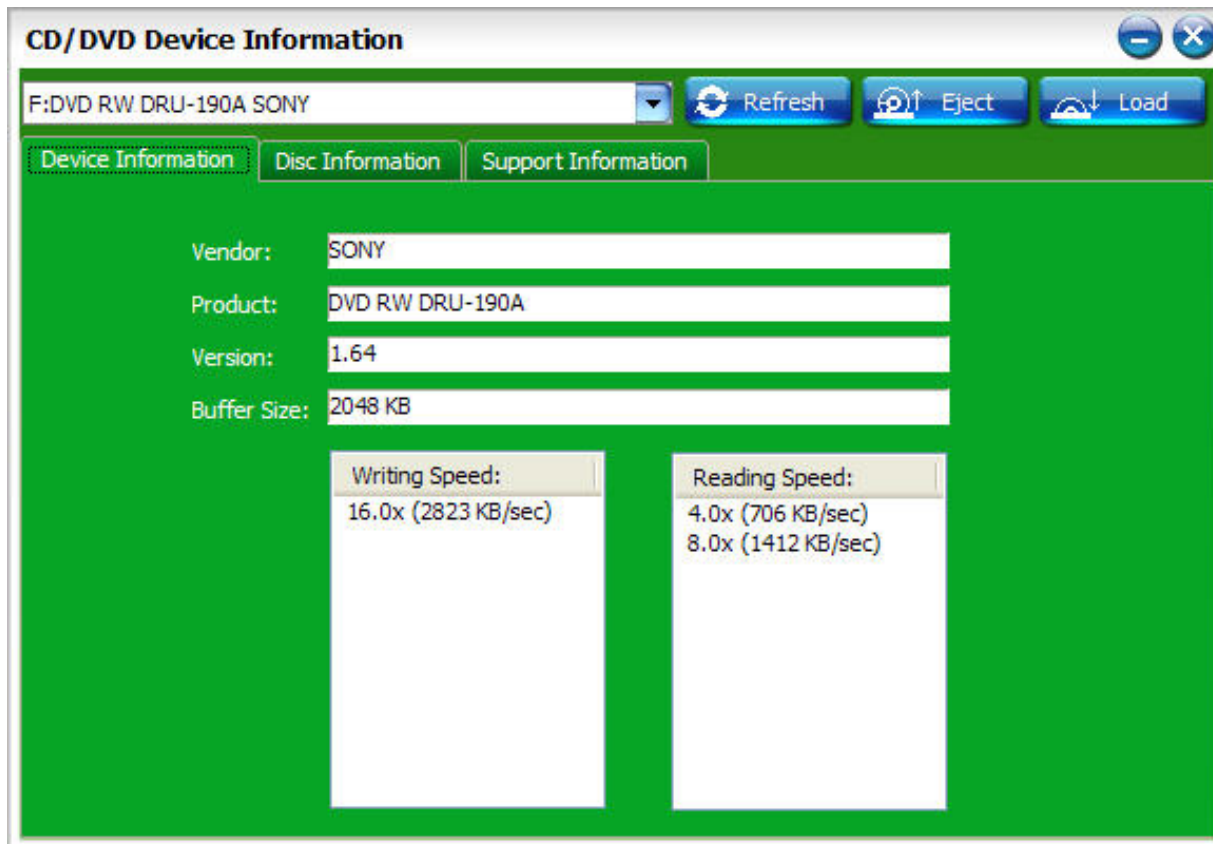 CD/DVD Device Information
F:DVD RW DRU-190A SONY
Refresh
Eject
Load
Device Information
Disc Information
Support Information
Vendor: SONY
Product: DVD RW DRU-190A
Version: 1.64
Buffer Size: 2048 KB
Writing Speed:
16.0x (2823 KB/sec)
Reading Speed:
4.0x (706 KB/sec)
8.0x (1412 KB/sec)